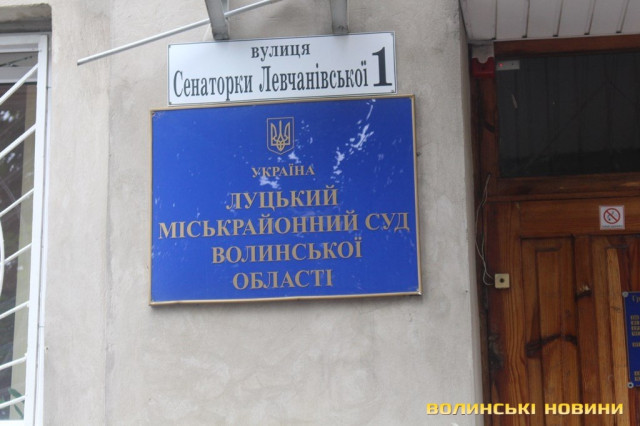 вулиця
Сенаторки Левчанівської 1
УКРАЇНА
ЛУЦЬКИЙ
МІСЬКРАЙОННИЙ СУД
ВОЛИНСЬКОЇ
ОБЛАСТІ
ВОЛИНСЬКІ НОВИНИ